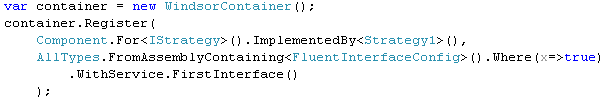 var container = new WindsorContainer();
container.Register(
Component.For<IStrategy>().ImplementedBy<Strategy1>(),
AllTypes.FromAssemblyContaining<FluentInterfaceConfig>().Where(x=>true)
.WithService.FirstInterface()
);